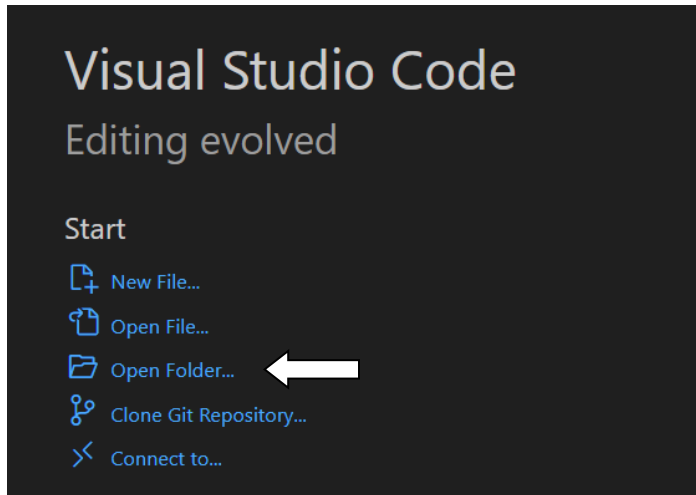 Visual Studio Code
Editing evolved
Start
New File...
Open File...
Open Folder...
Clone Git Repository...
Connect to...